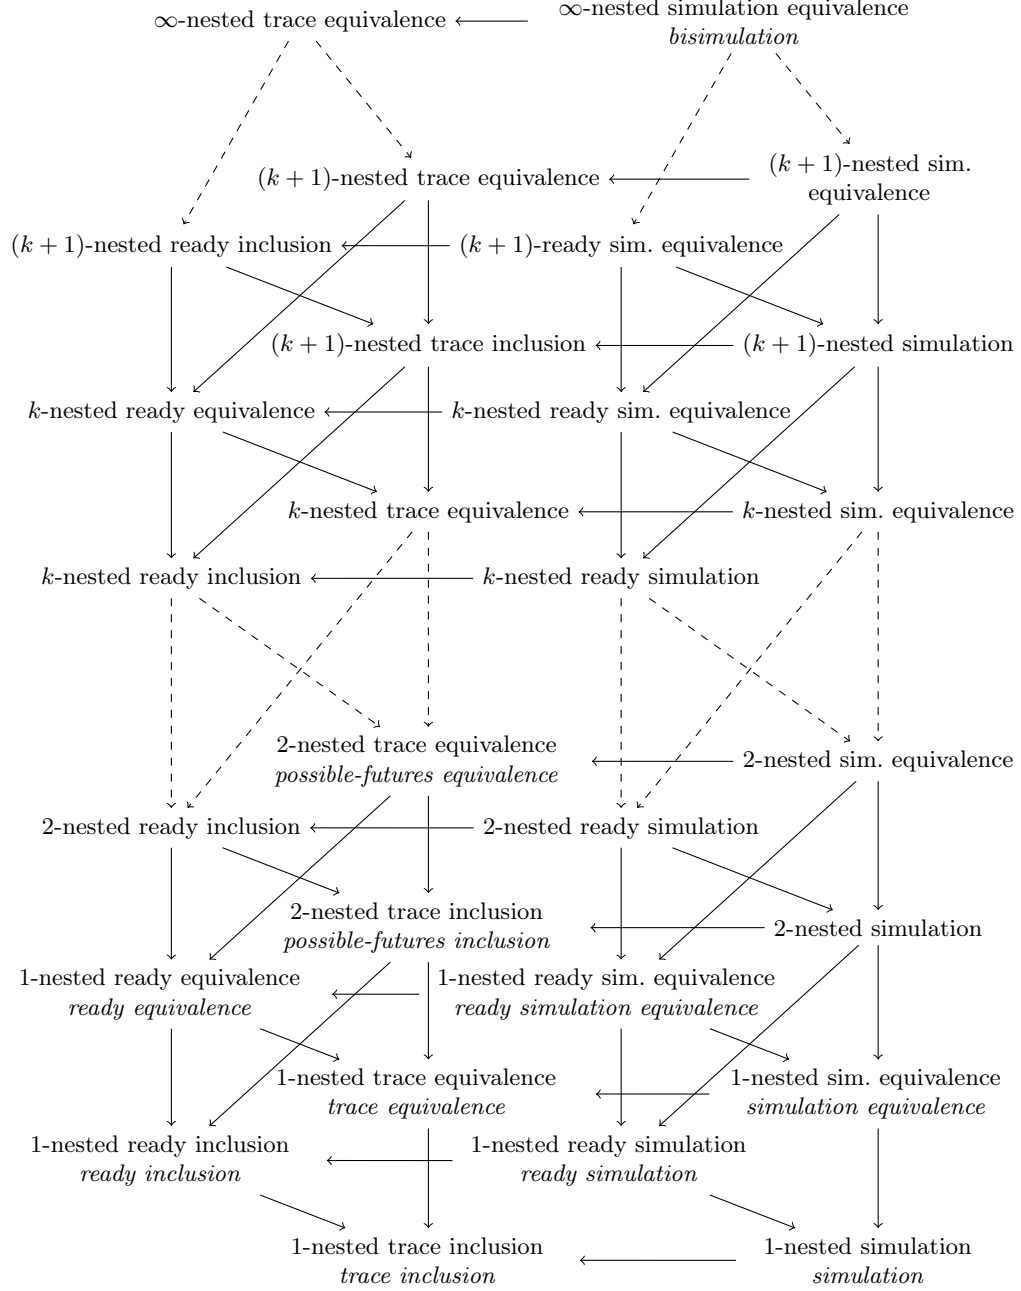 ∞-nested trace equivalence
∞-nested simulation equivalence
bisimulation
(k + 1)-nested trace equivalence
(k + 1)-nested sim.
equivalence
(k + 1)-nested ready inclusion
(k + 1)-ready sim. equivalence
(k + 1)-nested trace inclusion
(k + 1)-nested simulation
k-nested ready equivalence
k-nested ready sim. equivalence
k-nested trace equivalence
k-nested sim. equivalence
k-nested ready inclusion
k-nested ready simulation
2-nested trace equivalence
possible-futures equivalence
2-nested sim. equivalence
2-nested ready inclusion
2-nested ready simulation
2-nested trace inclusion
possible-futures inclusion
2-nested simulation
1-nested ready equivalence
ready equivalence
1-nested ready sim. equivalence
ready simulation equivalence
1-nested trace equivalence
trace equivalence
1-nested sim. equivalence
simulation equivalence
1-nested ready inclusion
ready inclusion
1-nested ready simulation
ready simulation
1-nested trace inclusion
trace inclusion
1-nested simulation
simulation